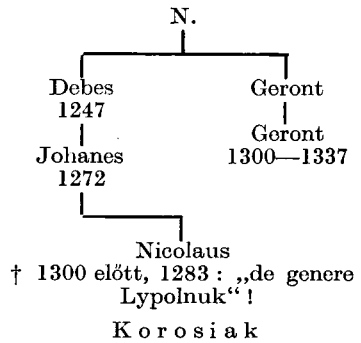 N.
Debes Geront
1247
Geront
Johanes 1300—1337
1272
Nicolaus
† 1300 előtt, 1283 : „de genere
Lypolnuk“ !
Korosiak